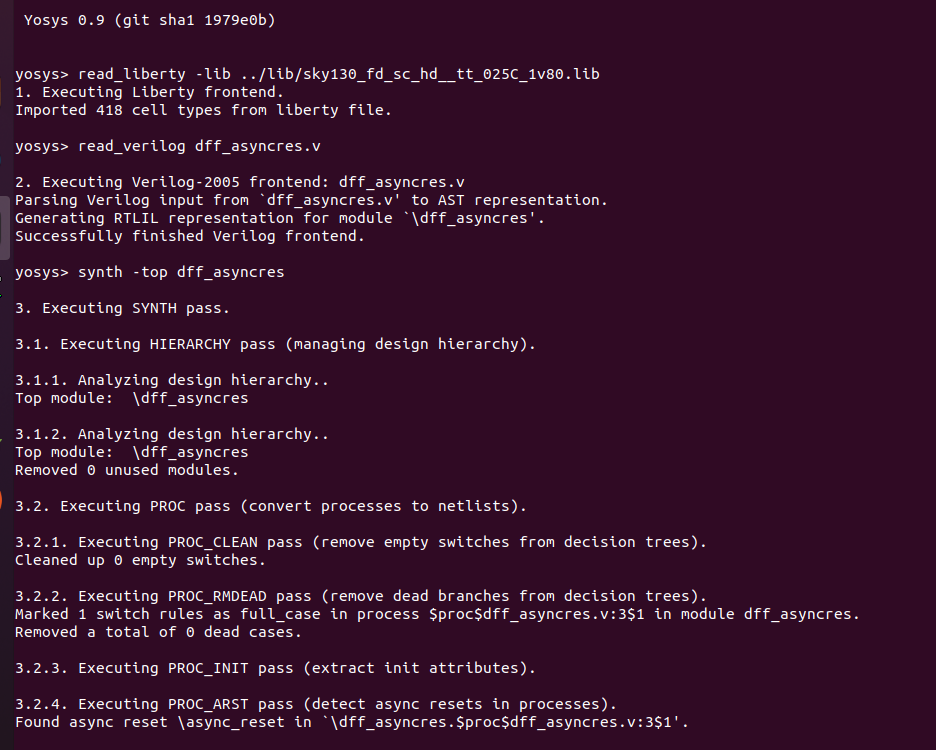 Yosys 0.9 (git sha1 1979e0b)
yosys> read_liberty -lib ../lib/sky130_fd_sc_hd__tt_025C_1v80.lib
1. Executing Liberty frontend.
Imported 418 cell types from liberty file.
yosys> read_verilog dff_asyncres.v
2. Executing Verilog-2005 frontend: dff_asyncres.v
Parsing Verilog input from `dff_asyncres.v' to AST representation.
Generating RTLIL representation for module `\dff_asyncres'.
Successfully finished Verilog frontend.
yosys> synth -top dff_asyncres
3. Executing SYNTH pass.
3.1. Executing HIERARCHY pass (managing design hierarchy).
3.1.1. Analyzing design hierarchy..
Top module:  \dff_asyncres
3.1.2. Analyzing design hierarchy..
Top module:  \dff_asyncres
Removed 0 unused modules.
3.2. Executing PROC pass (convert processes to netlists).
3.2.1. Executing PROC_CLEAN pass (remove empty switches from decision trees).
Cleaned up 0 empty switches.
3.2.2. Executing PROC_RMDEAD pass (remove dead branches from decision trees).
Marked 1 switch rules as full_case in process $proc$dff_asyncres.v:3$1 in module dff_asyncres.
Removed a total of 0 dead cases.
3.2.3. Executing PROC_INIT pass (extract init attributes).
3.2.4. Executing PROC_ARST pass (detect async resets in processes).
Found async reset \async_reset in `\dff_asyncres.$proc$dff_asyncres.v:3$1'.